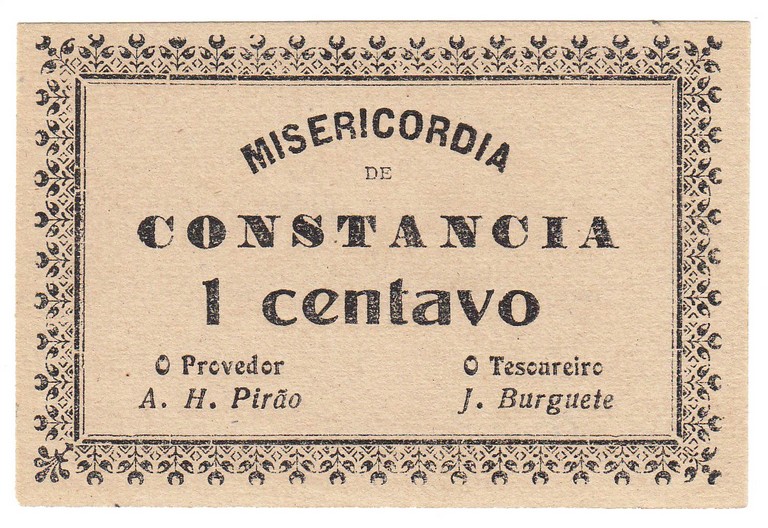 MISERICORDIA
DE
CONSTANCIA
1 centavo
O Provedor
A. H. Pirão
O Tesoureiro
J. Burguete